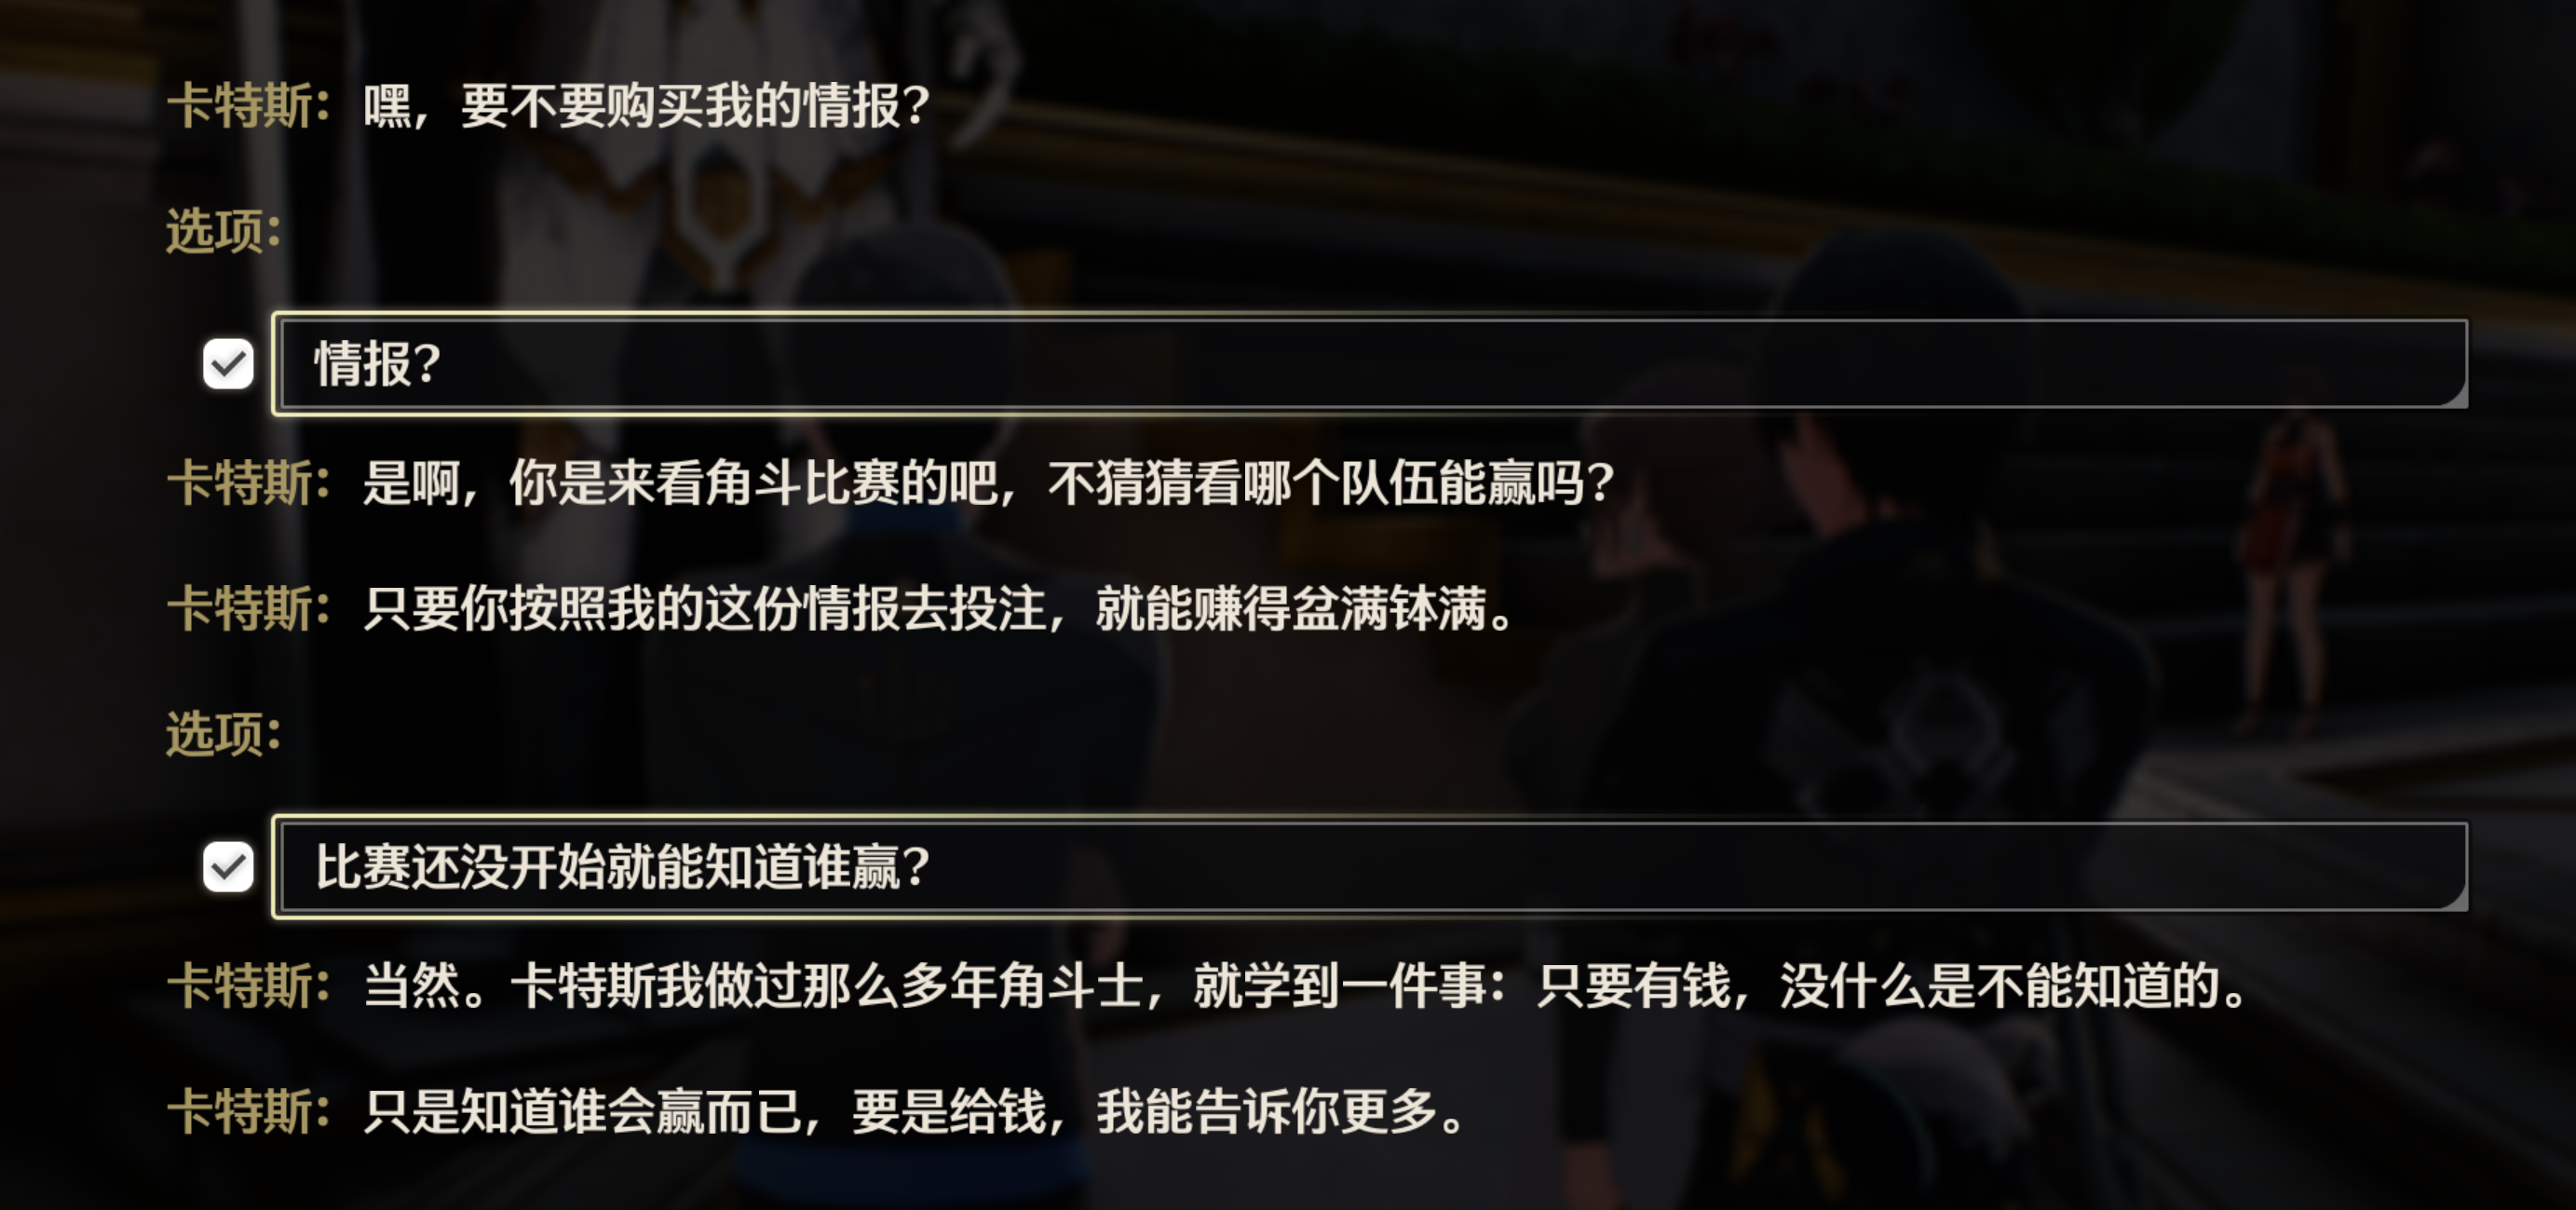 卡特斯：嘿，要不要购买我的情报？
选项：
情报？
卡特斯：是啊，你是来看角斗比赛的吧，不猜猜看哪个队伍能赢吗？
卡特斯：只要你按照我的这份情报去投注，就能赚得盆满钵满。
选项：
比赛还没开始就能知道谁赢？
卡特斯：当然。卡特斯我做过那么多年角斗士，就学到一件事：只要有钱，没什么是不能知道的。
卡特斯：只是知道谁会赢而已，要是给钱，我能告诉你更多。